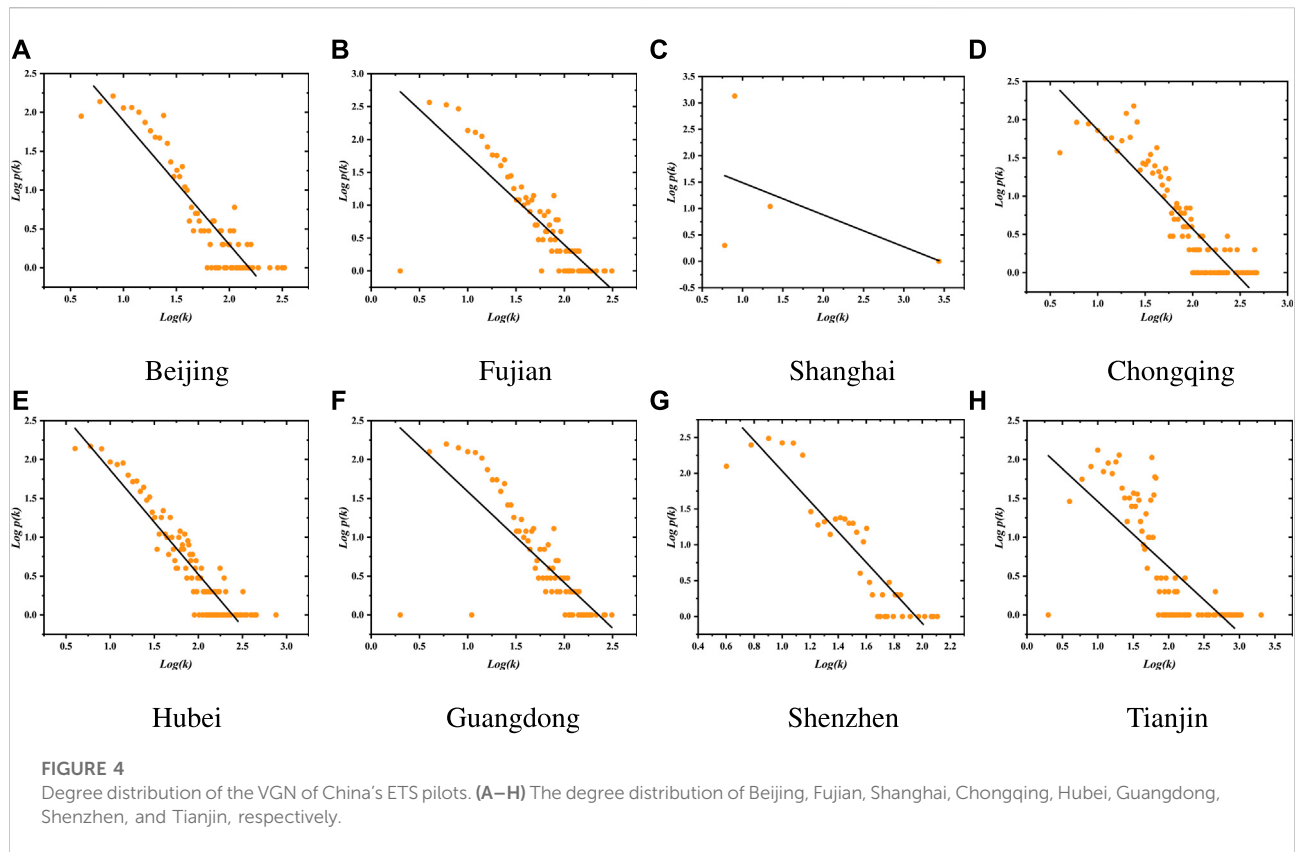 A
2.5
2.0
1.5
1.0
0.5
0.0
Log p(k)
0.5 1.0 1.5 2.0 2.5
Log(k)
Beijing
B
3.0
2.5
2.0
1.5
1.0
0.5
0.0
Log p(k)
0.0 0.5 1.0 1.5 2.0 2.5
Log(k)
Fujian
C
3.5
3.0
2.5
2.0
1.5
1.0
0.5
0.0
-0.5
Log p(k)
0.5 1.0 1.5 2.0 2.5 3.0 3.5
Log(k)
Shanghai
D
2.5
2.0
1.5
1.0
0.5
0.0
Log p(k)
0.5 1.0 1.5 2.0 2.5 3.0
Log(k)
Chongqing
E
2.5
2.0
1.5
1.0
0.5
0.0
Log p(k)
0.5 1.0 1.5 2.0 2.5 3.0
Log(k)
Hubei
F
2.5
2.0
1.5
1.0
0.5
0.0
Log p(k)
0.0 0.5 1.0 1.5 2.0 2.5
Log(k)
Guangdong
G
2.5
2.0
1.5
1.0
0.5
0.0
Log p(k)
0.4 0.6 0.8 1.0 1.2 1.4 1.6 1.8 2.0 2.2
Log(k)
Shenzhen
H
2.5
2.0
1.5
1.0
0.5
0.0
Log p(k)
0.0 0.5 1.0 1.5 2.0 2.5 3.0 3.5
Log(k)
Tianjin
FIGURE 4
Degree distribution of the VGN of China's ETS pilots. (A–H) The degree distribution of Beijing, Fujian, Shanghai, Chongqing, Hubei, Guangdong,
Shenzhen, and Tianjin, respectively.